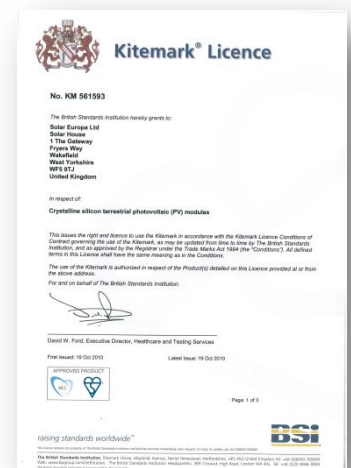 Kitemark® Licence
No. KM 561593
The British Standards Institution hereby grants to:
Solar Europa Ltd
Solar House
1 The Gateway
Fryers Way
Wakefield
West Yorkshire
WF5 9TJ
United Kingdom
in respect of:
Crystalline silicon terrestrial photovoltaic (PV) modules
This issues the right and licence to use the Kitemark in accordance with the Kitemark Licence Conditions of
Contract governing the use of the Kitemark, as may be updated from time to time by The British Standards
Institution, and as approved by the Registrar under the Trade Marks Act 1994 (the "Conditions"). All defined
terms in this Licence shall have the same meaning as in the Conditions.
The use of the Kitemark is authorized in respect of the Product(s) detailed on this Licence provided at or from
the above address.
For and on behalf of The British Standards Institution:
David W. Ford, Executive Director, Healthcare and Testing Services
First Issued: 19 Oct 2010 Latest Issue: 19 Oct 2010
APPROVED PRODUCT
Page: 1 of 3
raising standards worldwide™
BSi